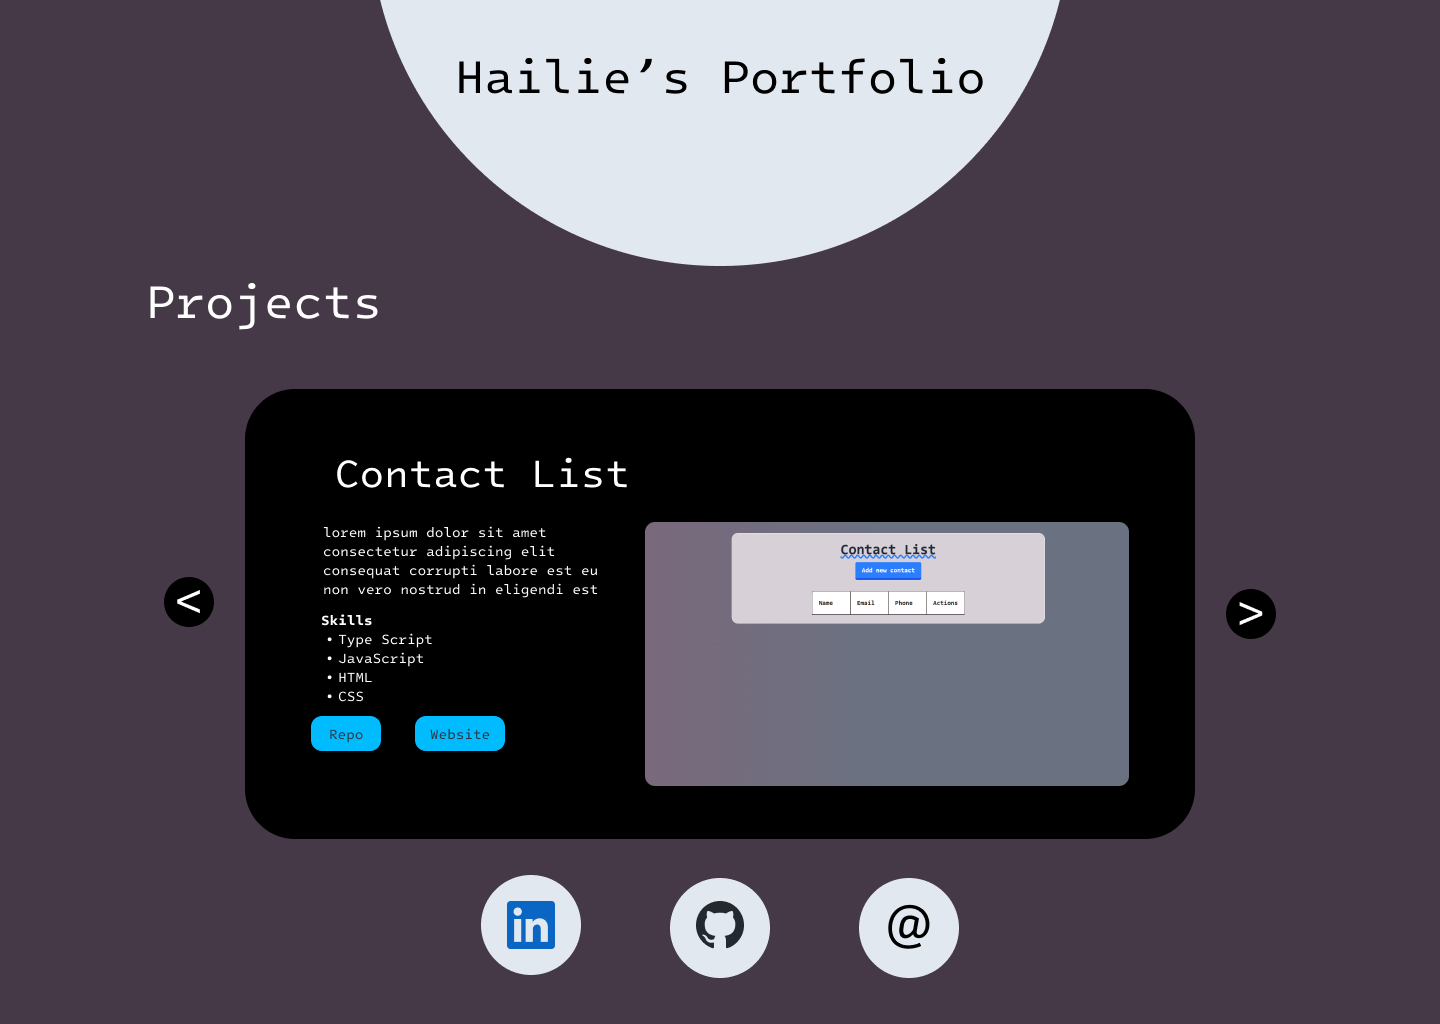 Hailie’s Portfolio
Projects
Contact List
lorem ipsum dolor sit amet
consectetur adipiscing elit
consequat corrupti labore est eu
non vero nostrud in eligendi est
Skills
• Type Script
• JavaScript
• HTML
• CSS
Repo Website
Contact List
Add new contact
Name Email Phone Actions
<
>
in
@